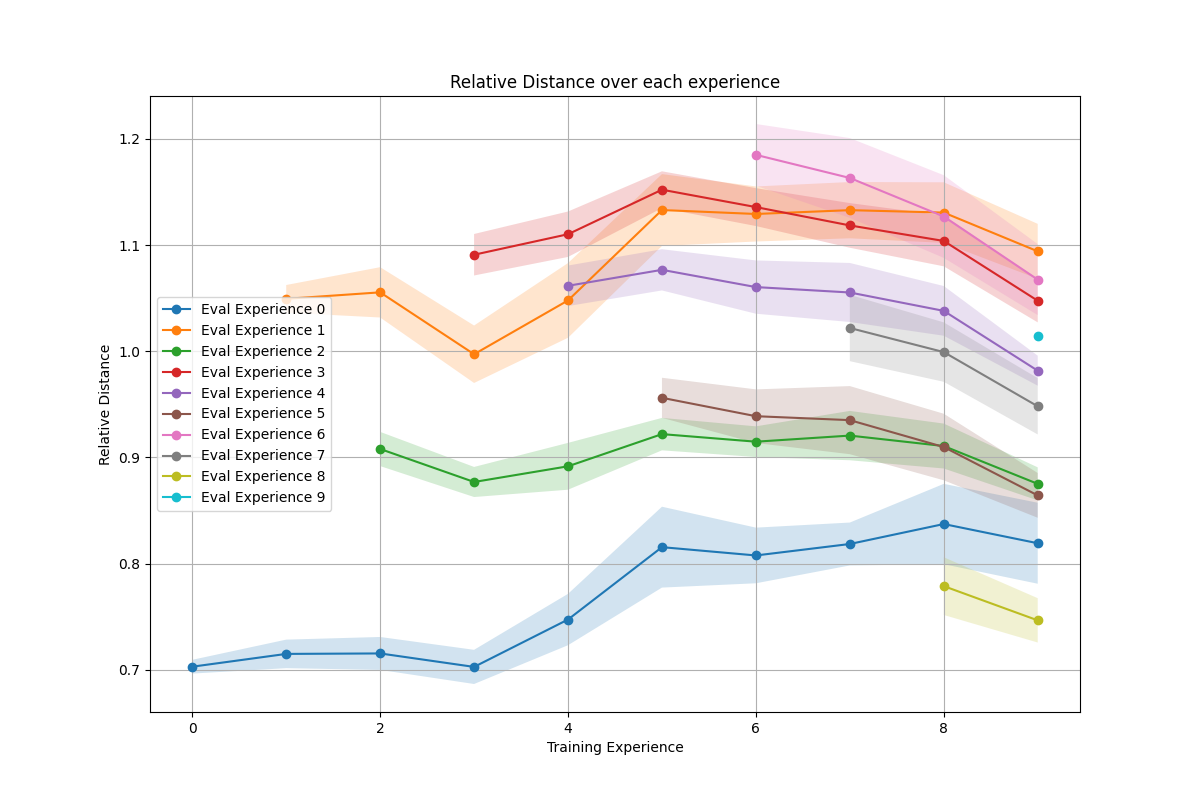 Relative Distance over each experience
1.2
1.1
1.0
0.9
0.8
0.7
Relative Distance
Eval Experience 0
Eval Experience 1
Eval Experience 2
Eval Experience 3
Eval Experience 4
Eval Experience 5
Eval Experience 6
Eval Experience 7
Eval Experience 8
Eval Experience 9
0 2 4 6 8
Training Experience